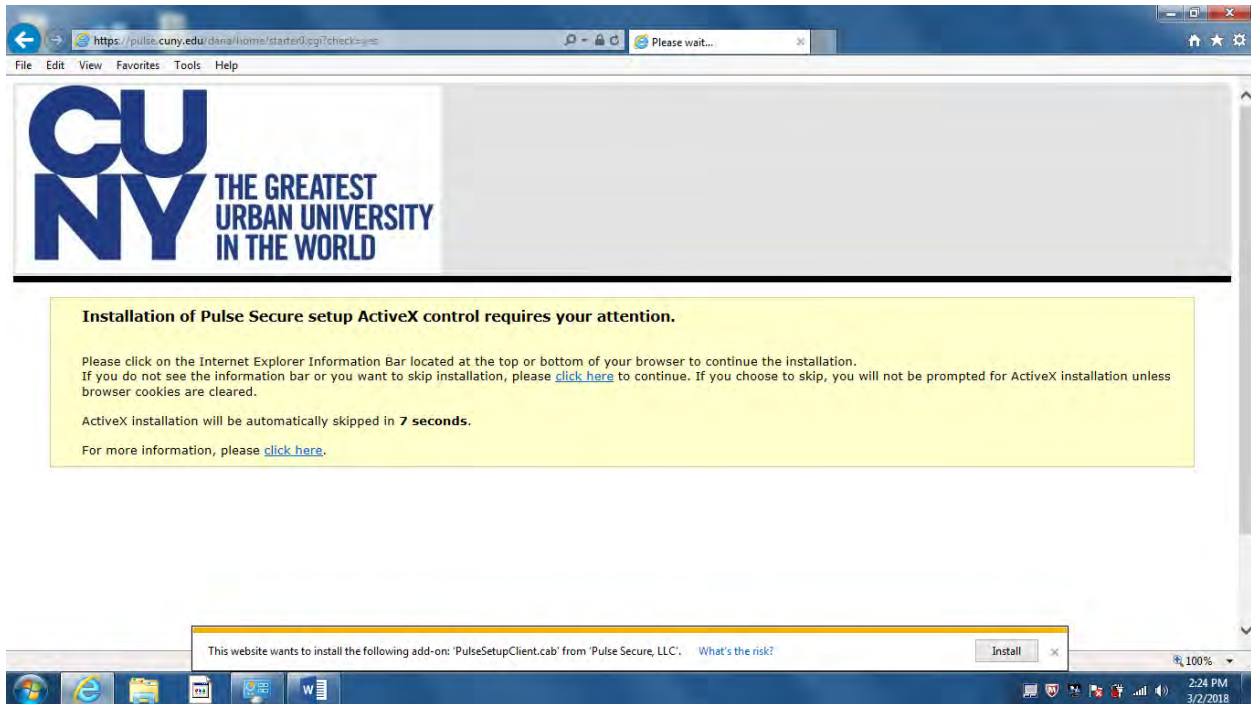 https://pulse.cuny.edu/dana/home/starter0.cgi?check=yes
Please wait...
File Edit View Favorites Tools Help
CU
NY
THE GREATEST
URBAN UNIVERSITY
IN THE WORLD
Installation of Pulse Secure setup ActiveX control requires your attention.
Please click on the Internet Explorer Information Bar located at the top or bottom of your browser to continue the installation.
If you do not see the information bar or you want to skip installation, please click here to continue. If you choose to skip, you will not be prompted for ActiveX installation unless
browser cookies are cleared.
ActiveX installation will be automatically skipped in 7 seconds.
For more information, please click here.
This website wants to install the following add-on: 'PulseSetupClient.cab' from 'Pulse Secure, LLC'. What's the risk? Install
100%
2:24 PM
3/2/2018